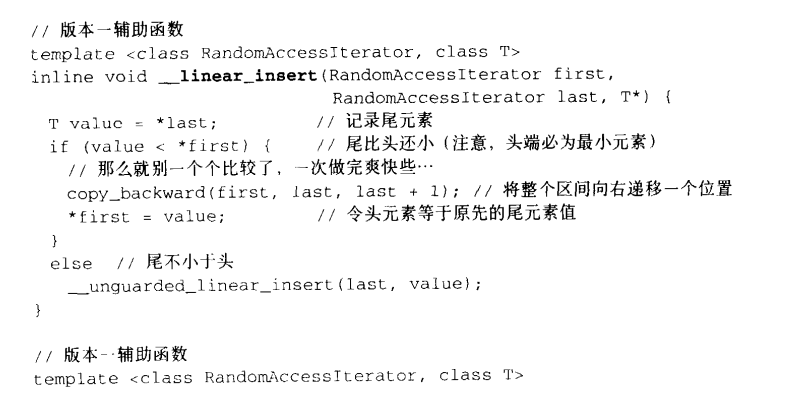 // 版本一辅助函数
template <class RandomAccessIterator, class T>
inline void __linear_insert(RandomAccessIterator first,
                            RandomAccessIterator last, T*) {
  T value = *last;          // 记录尾元素
  if (value < *first) {     // 尾比头还小（注意，头端必为最小元素）
    // 那么就别一个个比较了，一次做完爽快些…
    copy_backward(first, last, last + 1); // 将整个区间向右递移一个位置
    *first = value;         // 令头元素等于原先的尾元素值
  }
  else  // 尾不小于头
    __unguarded_linear_insert(last, value);
}
// 版本一辅助函数
template <class RandomAccessIterator, class T>